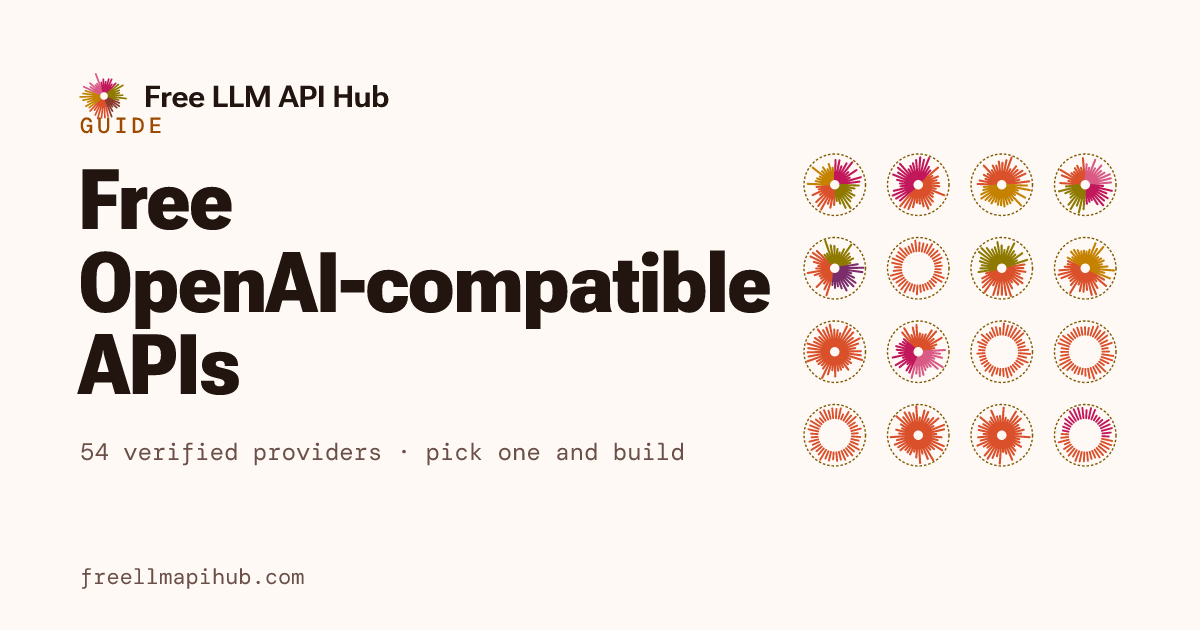 Free LLM API Hub
GUIDE
Free
OpenAI-compatible
APIs
54 verified providers · pick one and build
freellmapihub.com